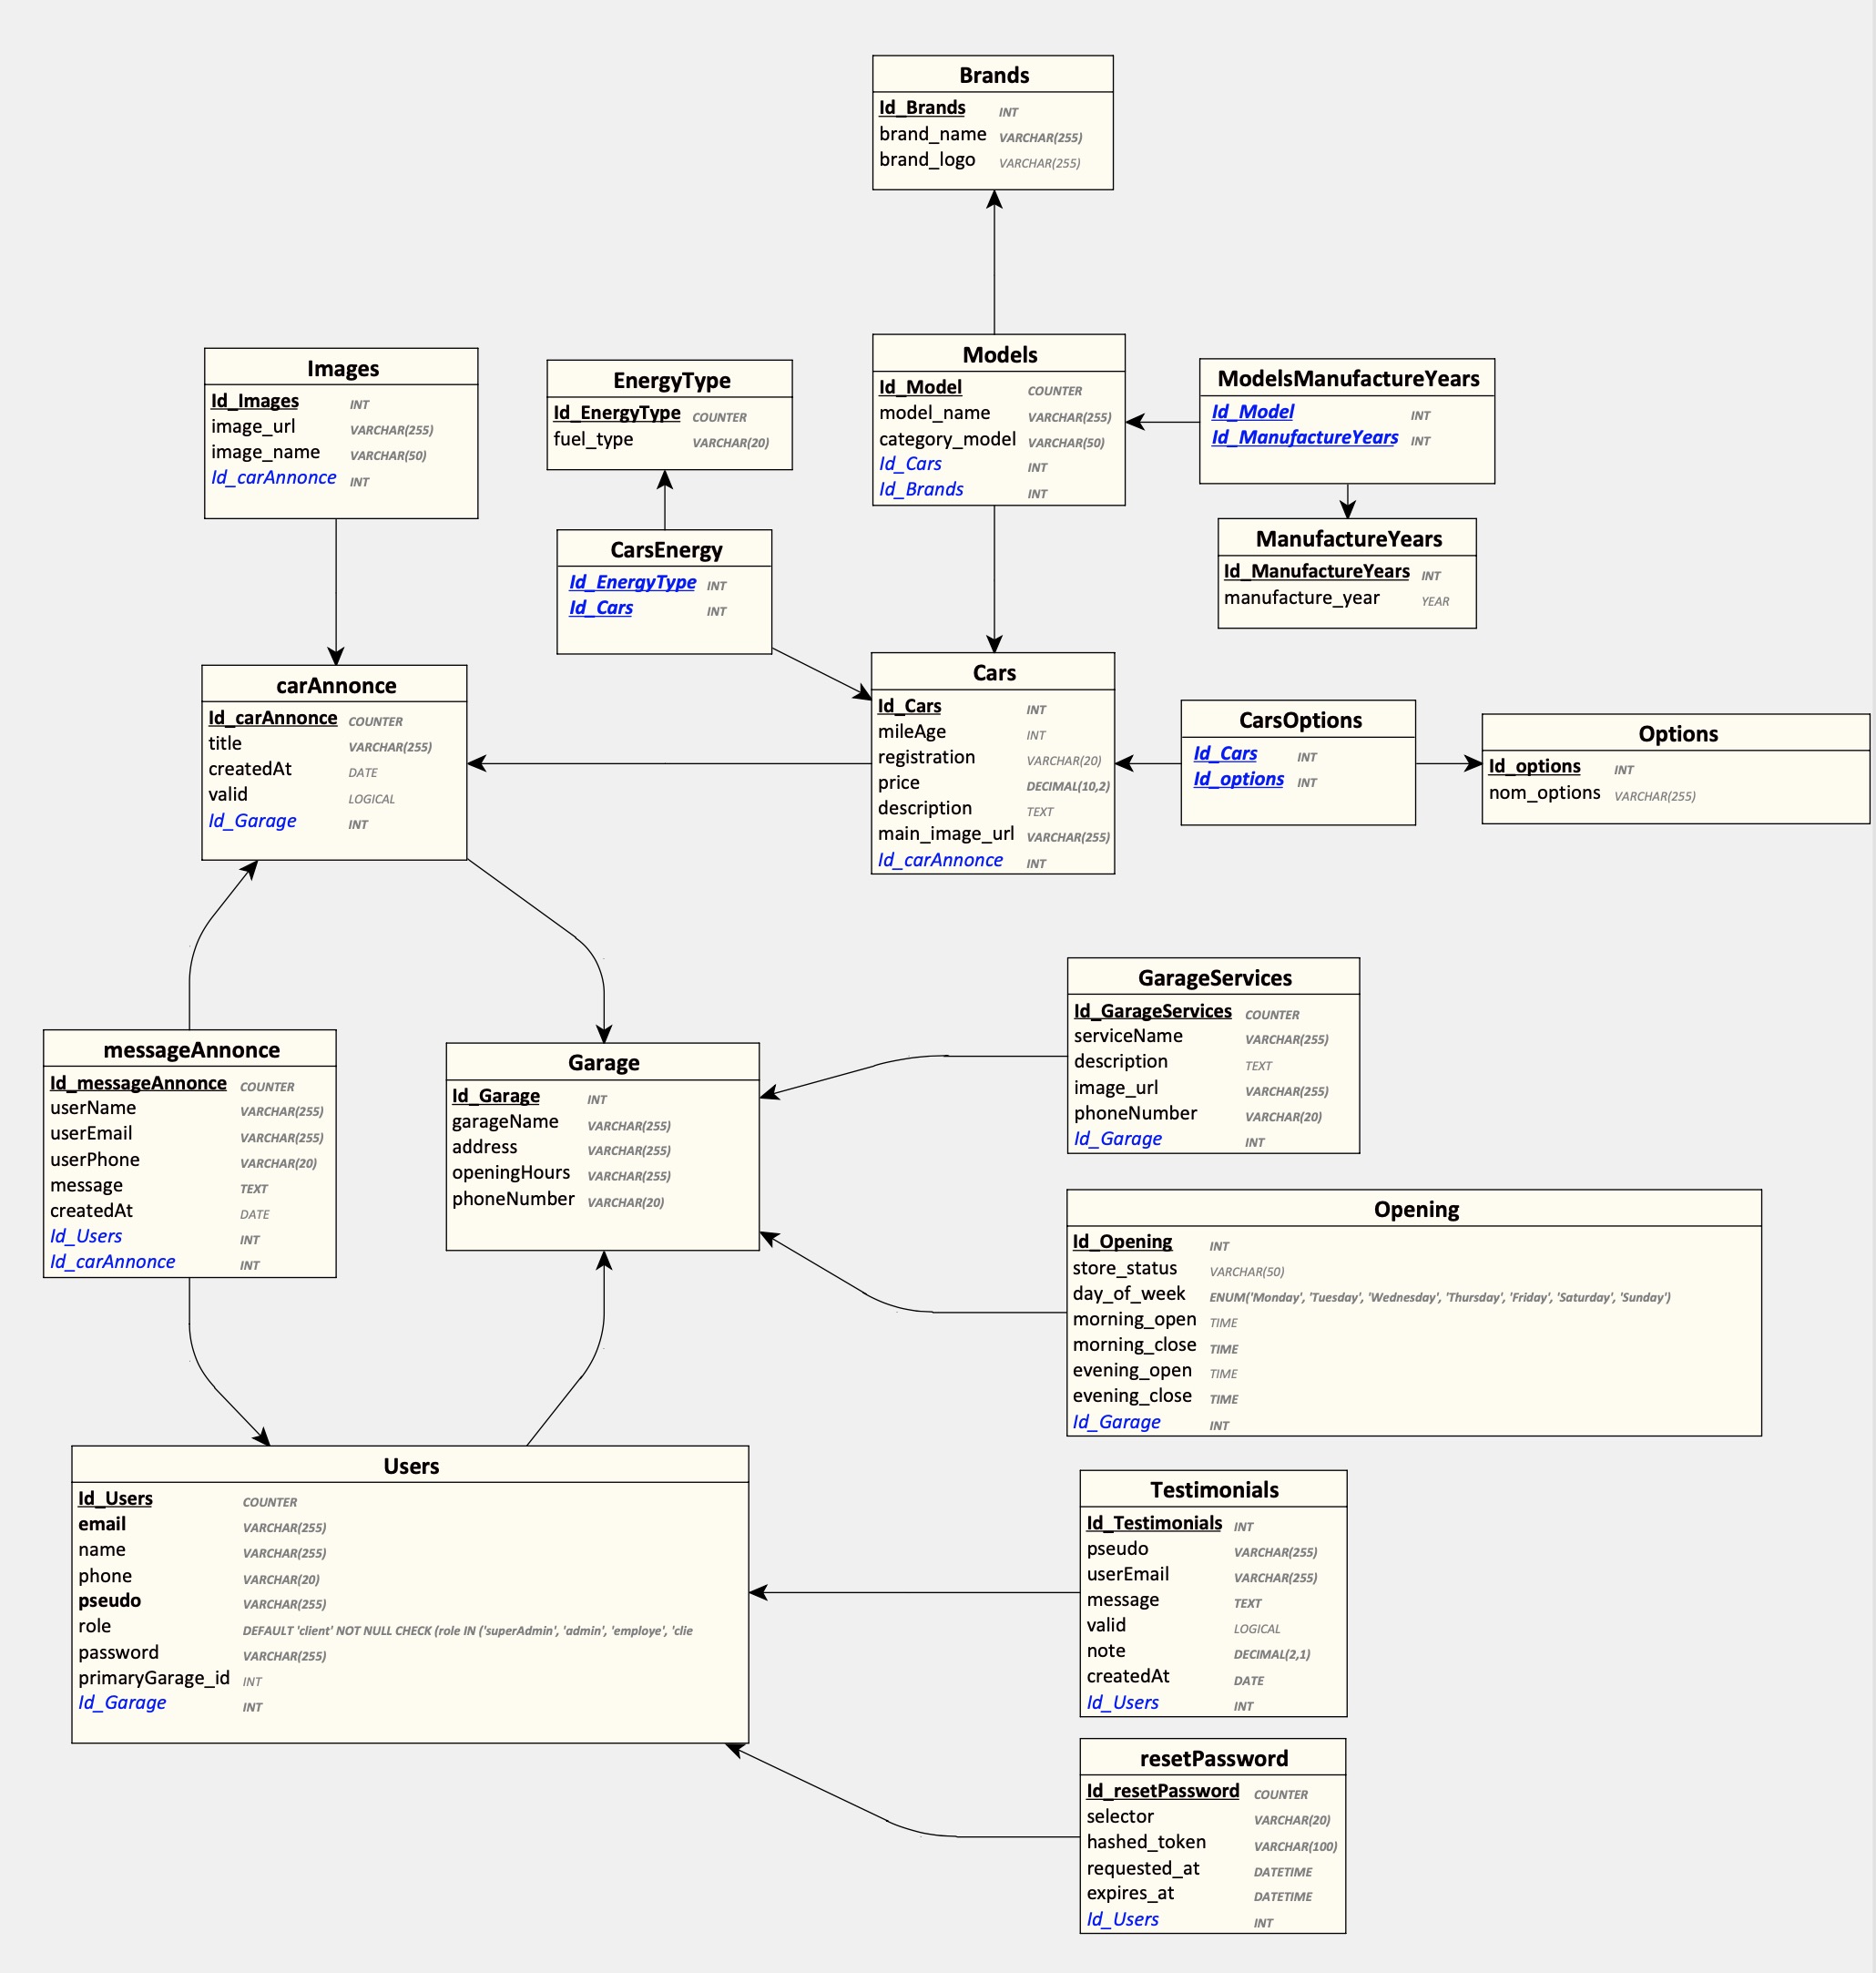 Brands
Id_Brands INT
brand_name VARCHAR(255)
brand_logo VARCHAR(255)
Models
Id_Model COUNTER
model_name VARCHAR(255)
category_model VARCHAR(50)
Id_Cars INT
Id_Brands INT
ModelsManufactureYears
Id_Model INT
Id_ManufactureYears INT
ManufactureYears
Id_ManufactureYears INT
manufacture_year YEAR
Images
Id_Images INT
image_url VARCHAR(255)
image_name VARCHAR(50)
Id_carAnnonce INT
EnergyType
Id_EnergyType COUNTER
fuel_type VARCHAR(20)
CarsEnergy
Id_EnergyType INT
Id_Cars INT
carAnnonce
Id_carAnnonce COUNTER
title VARCHAR(255)
createdAt DATE
valid LOGICAL
Id_Garage INT
Cars
Id_Cars INT
mileAge INT
registration VARCHAR(20)
price DECIMAL(10,2)
description TEXT
main_image_url VARCHAR(255)
Id_carAnnonce INT
CarsOptions
Id_Cars INT
Id_options INT
Options
Id_options INT
nom_options VARCHAR(255)
messageAnnonce
Id_messageAnnonce COUNTER
userName VARCHAR(255)
userEmail VARCHAR(255)
userPhone VARCHAR(20)
message TEXT
createdAt DATE
Id_Users INT
Id_carAnnonce INT
Garage
Id_Garage INT
garageName VARCHAR(255)
address VARCHAR(255)
openingHours VARCHAR(255)
phoneNumber VARCHAR(20)
GarageServices
Id_GarageServices COUNTER
serviceName VARCHAR(255)
description TEXT
image_url VARCHAR(255)
phoneNumber VARCHAR(20)
Id_Garage INT
Opening
Id_Opening INT
store_status VARCHAR(50)
day_of_week ENUM('Monday', 'Tuesday', 'Wednesday', 'Thursday', 'Friday', 'Saturday', 'Sunday')
morning_open TIME
morning_close TIME
evening_open TIME
evening_close TIME
Id_Garage INT
Users
Id_Users COUNTER
email VARCHAR(255)
name VARCHAR(255)
phone VARCHAR(20)
pseudo VARCHAR(255)
role DEFAULT 'client' NOT NULL CHECK (role IN ('superAdmin', 'admin', 'employe', 'clie
password VARCHAR(255)
primaryGarage_id INT
Id_Garage INT
Testimonials
Id_Testimonials INT
pseudo VARCHAR(255)
userEmail VARCHAR(255)
message TEXT
valid LOGICAL
note DECIMAL(2,1)
createdAt DATE
Id_Users INT
resetPassword
Id_resetPassword COUNTER
selector VARCHAR(20)
hashed_token VARCHAR(100)
requested_at DATETIME
expires_at DATETIME
Id_Users INT